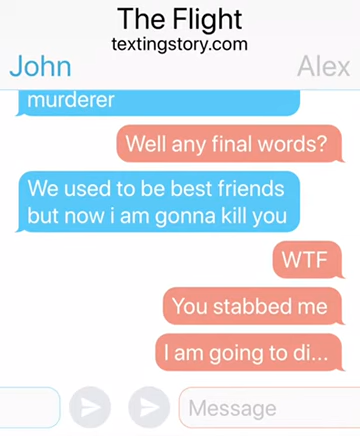 The Flight
textingstory.com
John
Alex
murderer
Well any final words?
We used to be best friends
but now i am gonna kill you
WTF
You stabbed me
I am going to di...
Message